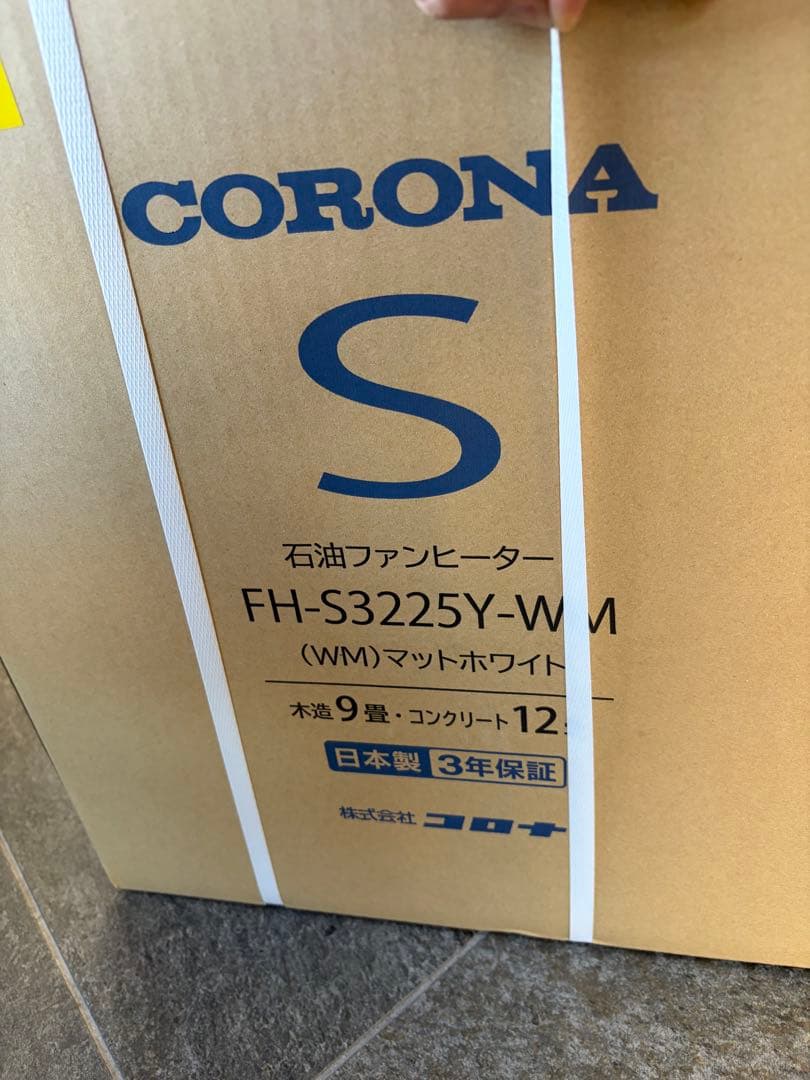 CORONA
S
石油ファンヒーター
FH-S3225Y-WM
(WM)マットホワイト
木造9畳・コンクリート12
日本製 3年保証
株式会社 コロナ